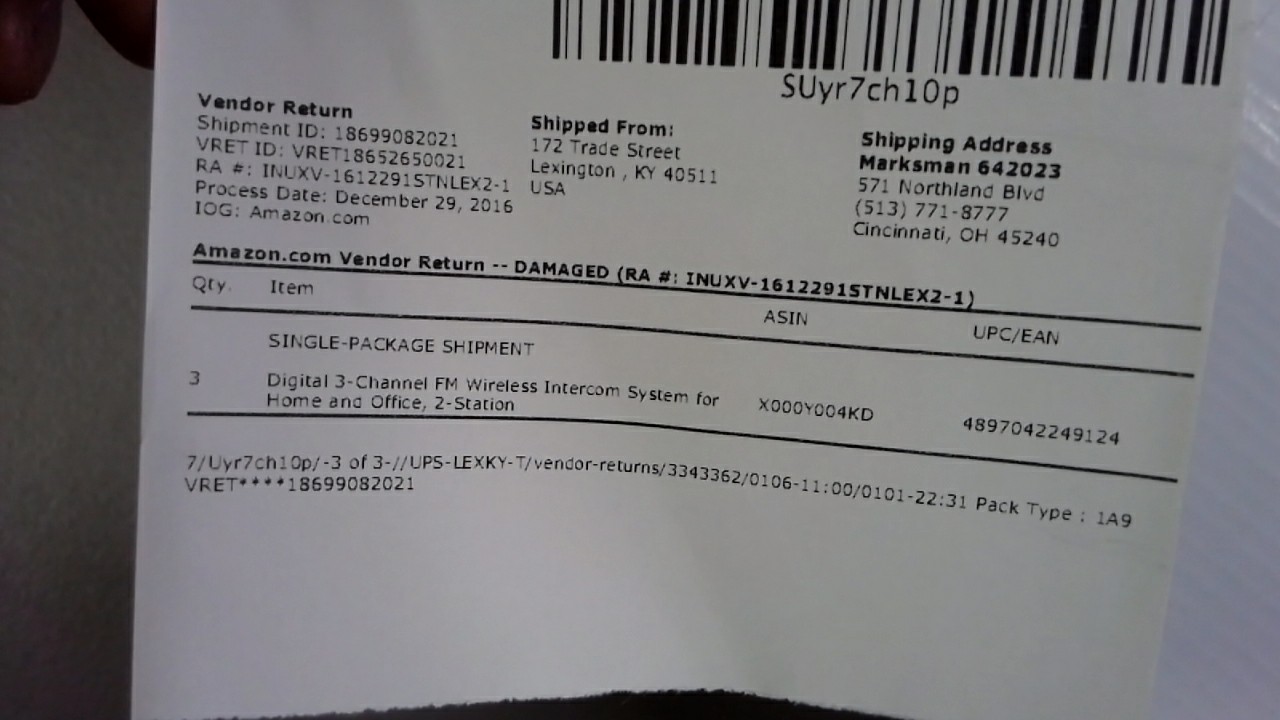 SUyr7ch10p
Vendor Return
Shipment ID: 18699082021
VRET ID: VRET18652650021
RA #: INUXV-1612291STNLEX2-1
Process Date: December 29, 2016
IOG: Amazon.com
Shipped From:
172 Trade Street
Lexington , KY 40511
USA
Shipping Address
Marksman 642023
571 Northland Blvd
(513) 771-8777
Cincinnati, OH 45240
Amazon.com Vendor Return -- DAMAGED (RA #: INUXV-1612291STNLEX2-1)
Qty. Item ASIN UPC/EAN
SINGLE-PACKAGE SHIPMENT
3 Digital 3-Channel FM Wireless Intercom System for X000Y004KD 4897042249124
Home and Office, 2-Station
7/Uyr7ch10p/-3 of 3-//UPS-LEXKY-T/vendor-returns/3343362/0106-11:00/0101-22:31 Pack Type : 1A9
VRET****18699082021